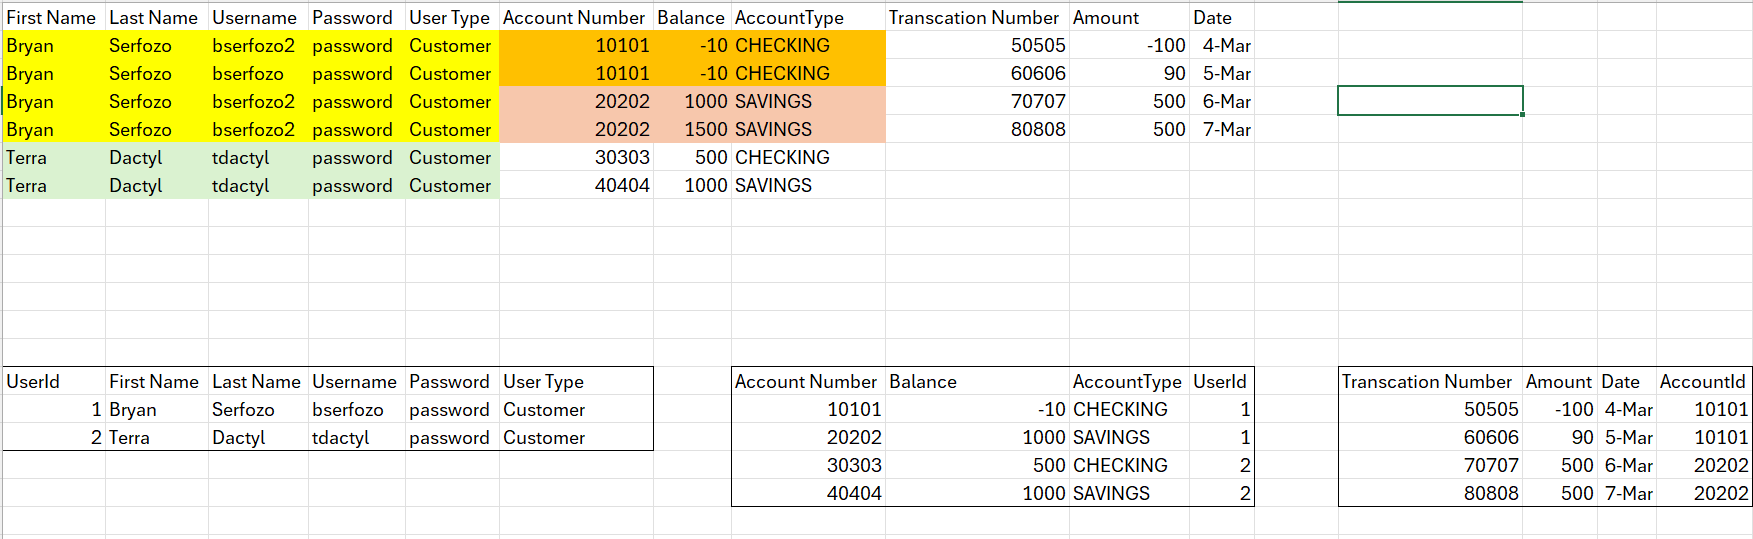 First Name Last Name Username Password User Type Account Number Balance AccountType Transcation Number Amount Date
Bryan Serfozo bserfozo2 password Customer 10101 -10 CHECKING 50505 -100 4-Mar
Bryan Serfozo bserfozo password Customer 10101 -10 CHECKING 60606 90 5-Mar
Bryan Serfozo bserfozo2 password Customer 20202 1000 SAVINGS 70707 500 6-Mar
Bryan Serfozo bserfozo2 password Customer 20202 1500 SAVINGS 80808 500 7-Mar
Terra Dactyl tdactyl password Customer 30303 500 CHECKING
Terra Dactyl tdactyl password Customer 40404 1000 SAVINGS
UserId First Name Last Name Username Password User Type Account Number Balance AccountType UserId Transcation Number Amount Date AccountId
1 Bryan Serfozo bserfozo password Customer 10101 -10 CHECKING 1 50505 -100 4-Mar 10101
2 Terra Dactyl tdactyl password Customer 20202 1000 SAVINGS 1 60606 90 5-Mar 10101
30303 500 CHECKING 2 70707 500 6-Mar 20202
40404 1000 SAVINGS 2 80808 500 7-Mar 20202